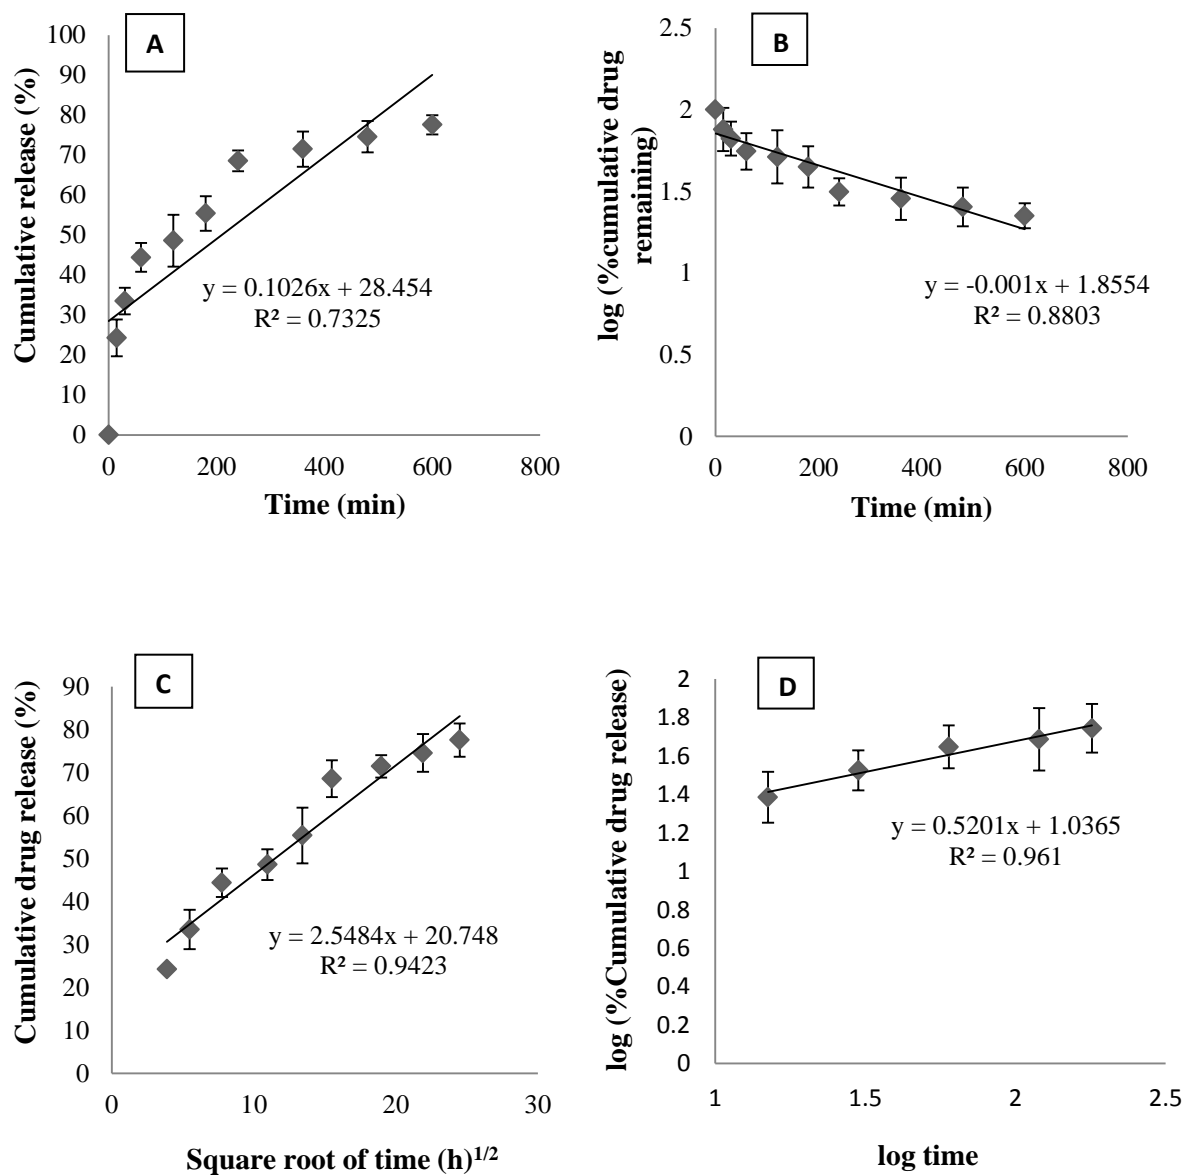 A
Cumulative release (%)
100
90
80
70
60
50
40
30
20
10
0
y = 0.1026x + 28.454
R² = 0.7325
0 200 400 600 800
Time (min)
B
log (%cumulative drug
remaining)
2.5
2
1.5
1
0.5
0
y = -0.001x + 1.8554
R² = 0.8803
0 200 400 600 800
Time (min)
C
Cumulative drug release (%)
90
80
70
60
50
40
30
20
10
0
y = 2.5484x + 20.748
R² = 0.9423
0 10 20 30
Square root of time (h)1/2
D
log (%Cumulative drug release)
2
1.8
1.6
1.4
1.2
1
0.8
0.6
0.4
0.2
0
y = 0.5201x + 1.0365
R² = 0.961
1 1.5 2 2.5
log time